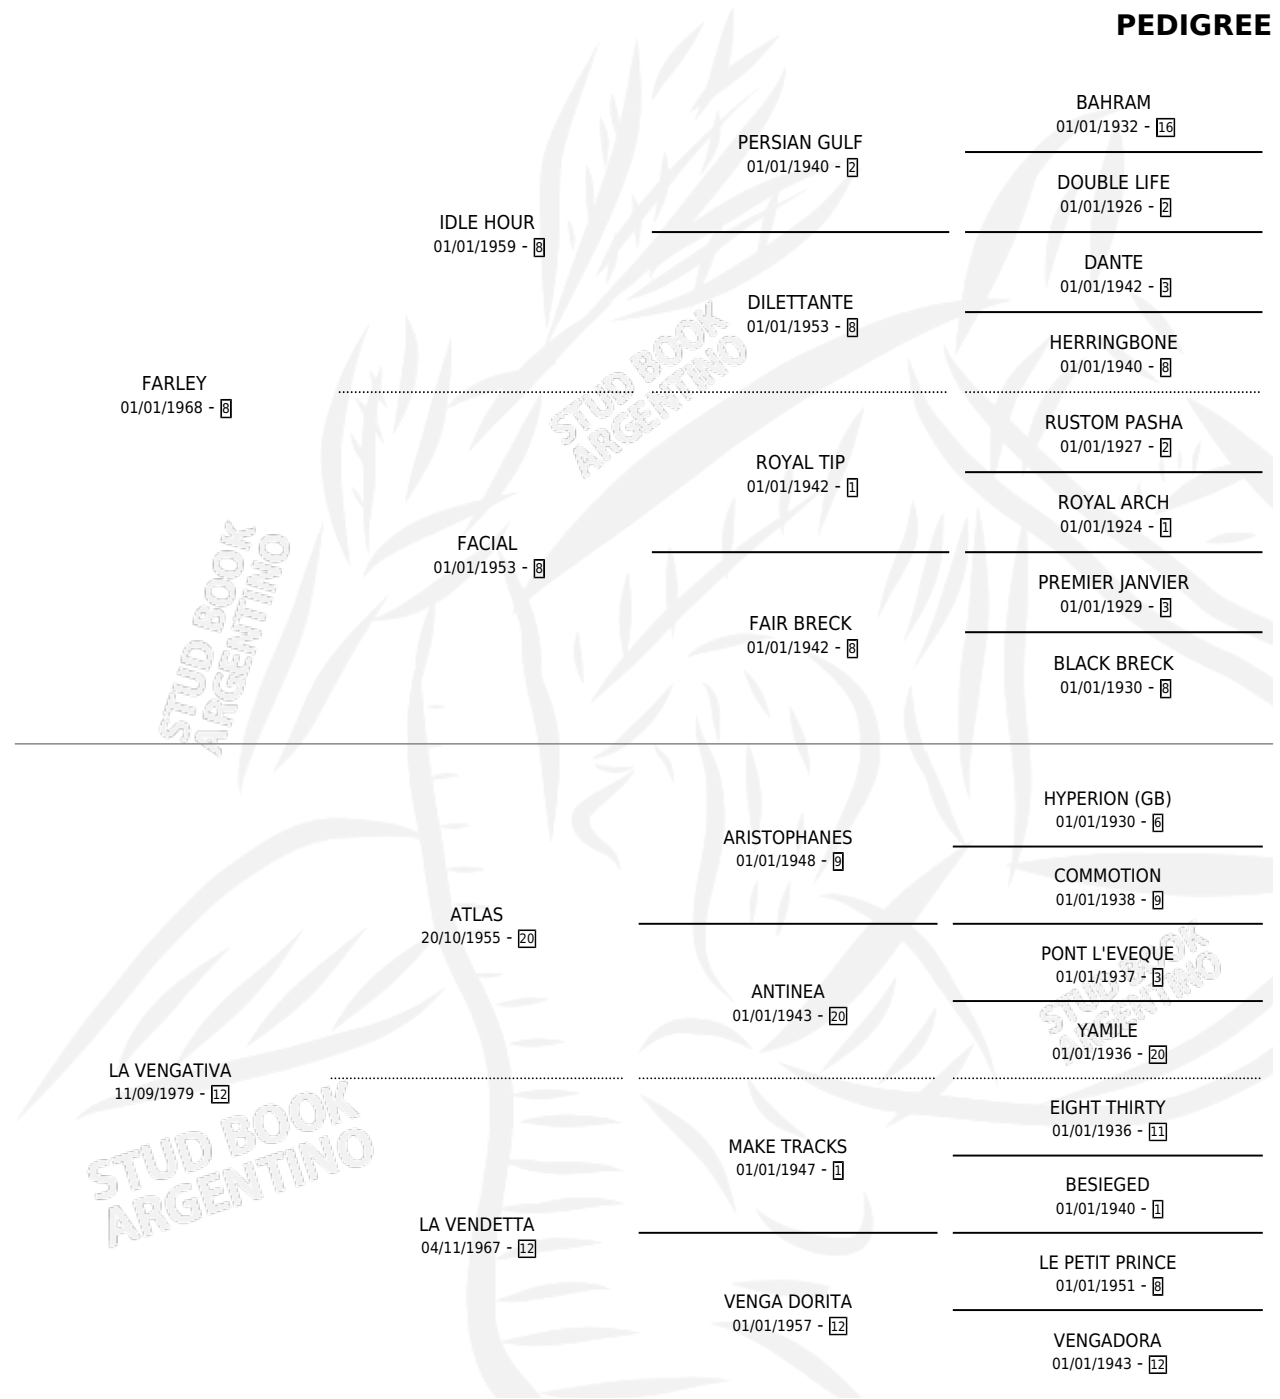 PEDIGREE
BAHRAM
01/01/1932 - 16
PERSIAN GULF
01/01/1940 - 2
DOUBLE LIFE
01/01/1926 - 2
IDLE HOUR
01/01/1959 - 8
DANTE
01/01/1942 - 3
DILETTANTE
01/01/1953 - 8
HERRINGBONE
01/01/1940 - 8
FARLEY
01/01/1968 - 8
RUSTOM PASHA
01/01/1927 - 2
ROYAL TIP
01/01/1942 - 1
ROYAL ARCH
01/01/1924 - 1
FACIAL
01/01/1953 - 8
PREMIER JANVIER
01/01/1929 - 3
FAIR BRECK
01/01/1942 - 8
BLACK BRECK
01/01/1930 - 8
HYPERION (GB)
01/01/1930 - 6
ARISTOPHANES
01/01/1948 - 9
COMMOTION
01/01/1938 - 9
ATLAS
20/10/1955 - 20
PONT L'EVEQUE
01/01/1937 - 3
ANTINEA
01/01/1943 - 20
YAMILE
01/01/1936 - 20
LA VENGATIVA
11/09/1979 - 12
EIGHT THIRTY
01/01/1936 - 11
MAKE TRACKS
01/01/1947 - 1
BESIEGED
01/01/1940 - 1
LA VENDETTA
04/11/1967 - 12
LE PETIT PRINCE
01/01/1951 - 8
VENGA DORITA
01/01/1957 - 12
VENGADORA
01/01/1943 - 12
STUD BOOK
ARGENTINO
STUD BOOK
ARGENTINO
STUD BOOK
ARGENTINO
STUD BOOK
ARGENTINO